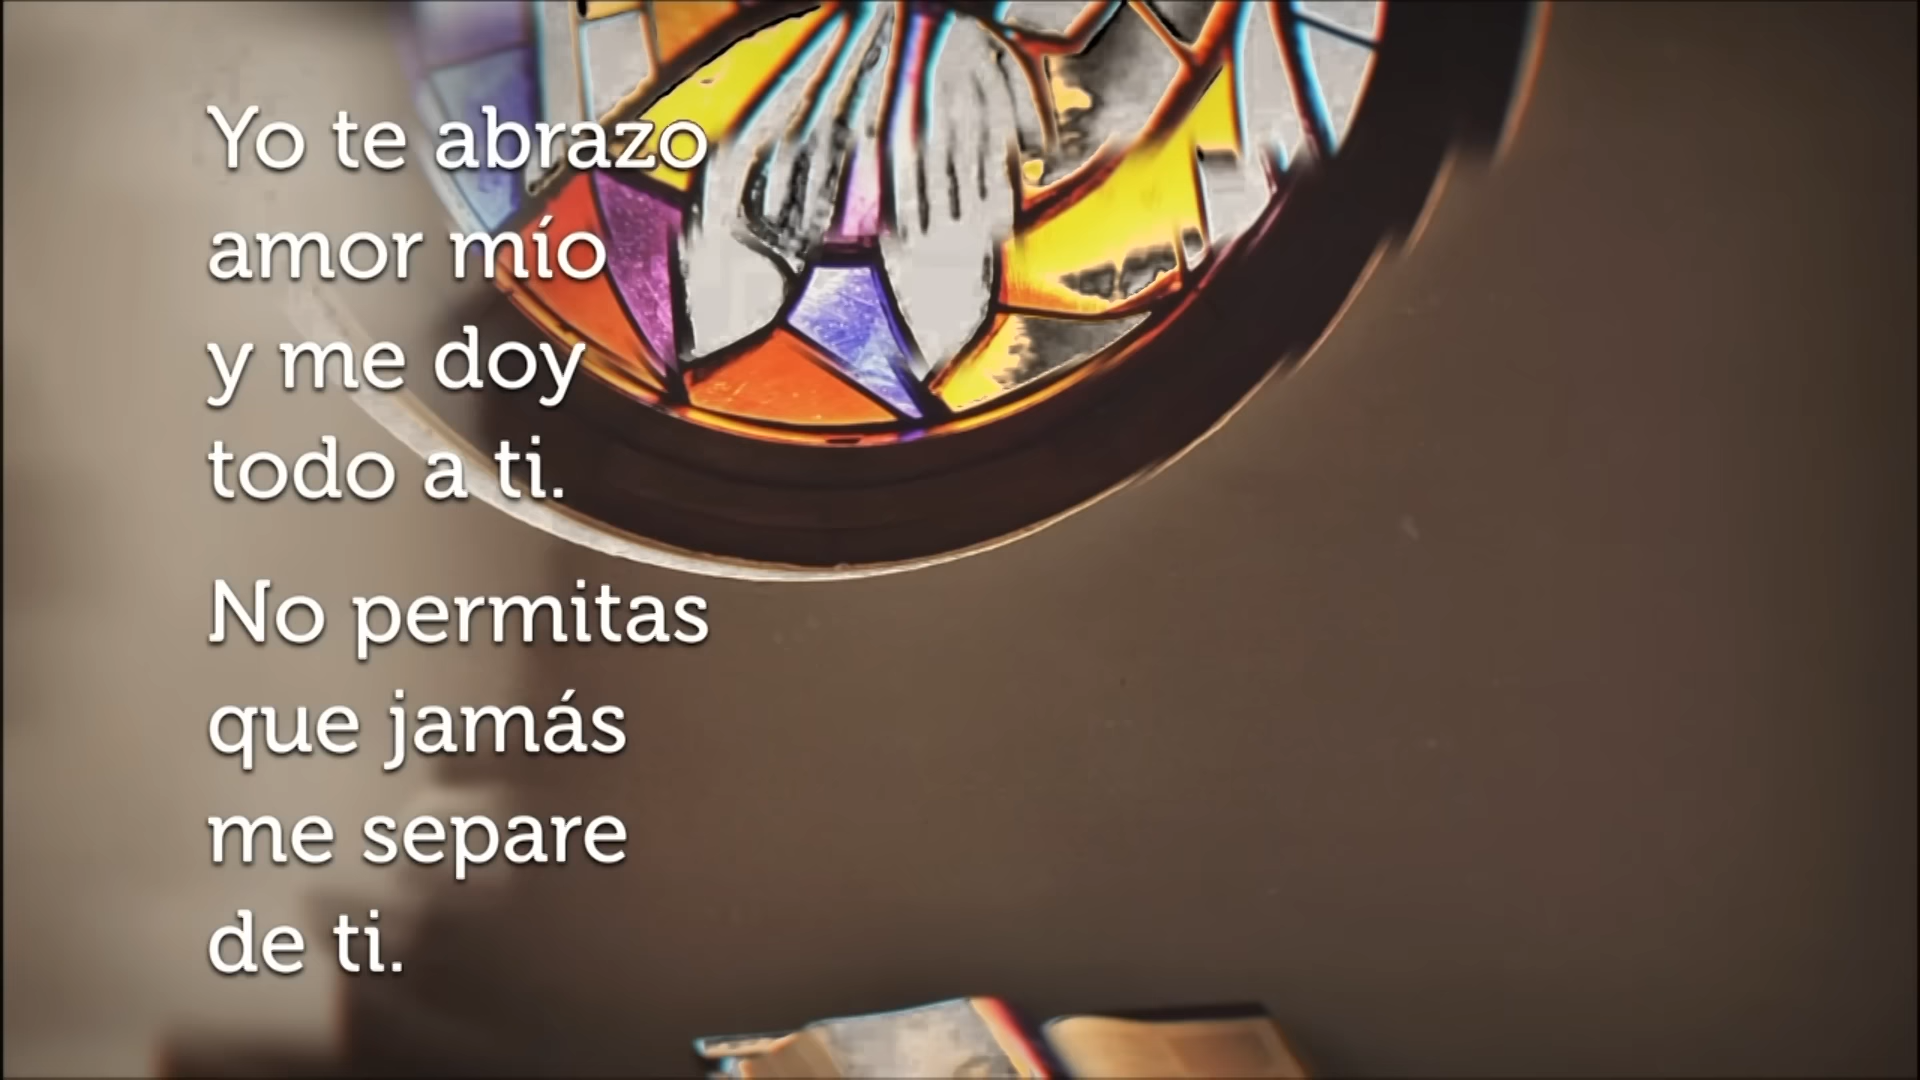 Yo te abrazo
amor mío
y me doy
todo a ti.
No permitas
que jamás
me separe
de ti.